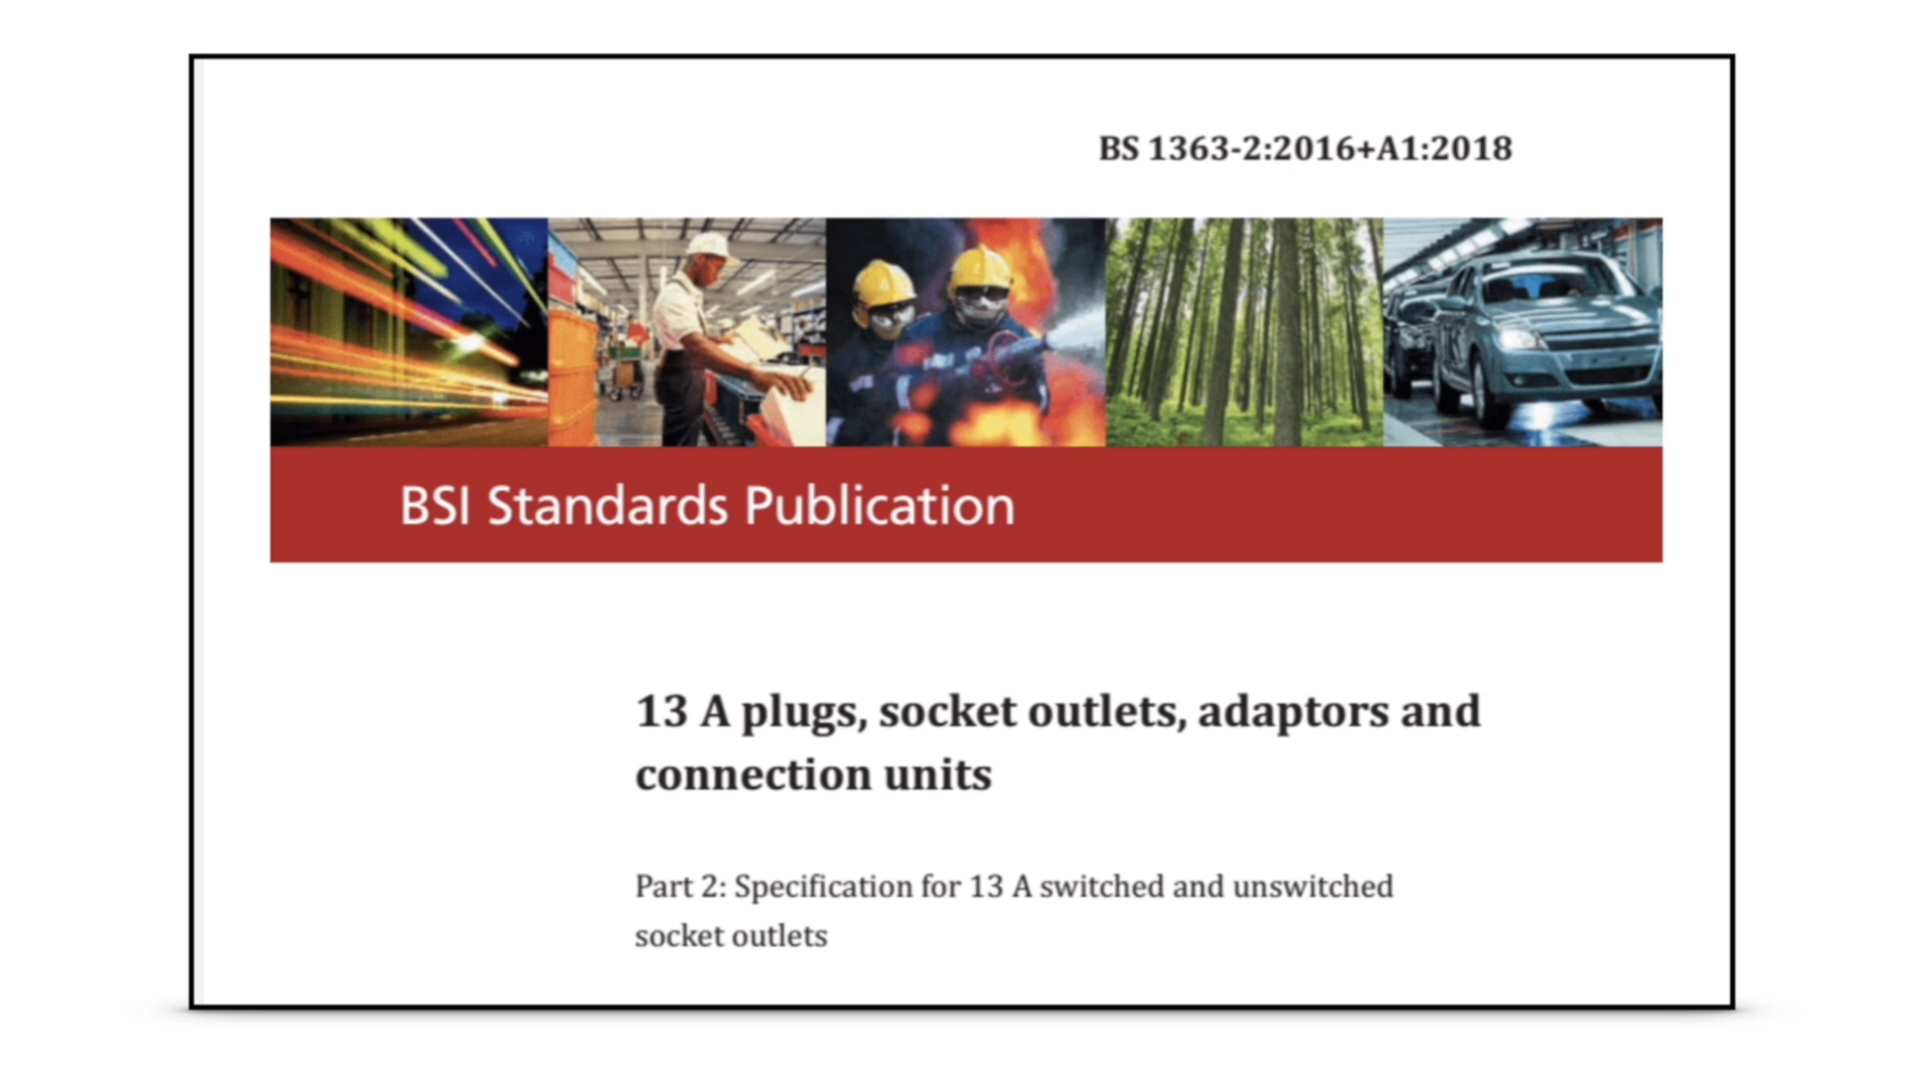 BS 1363-2:2016+A1:2018
BSI Standards Publication
13 A plugs, socket outlets, adaptors and
connection units
Part 2: Specification for 13 A switched and unswitched
socket outlets